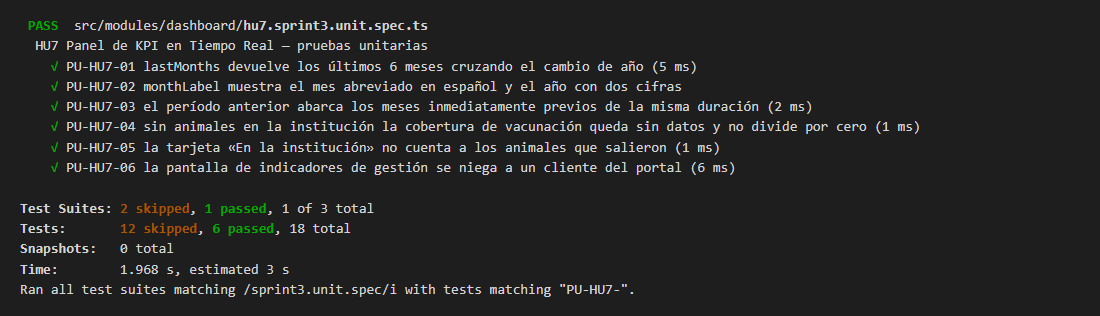 PASS src/modules/dashboard/hu7.sprint3.unit.spec.ts
HU7 Panel de KPI en Tiempo Real – pruebas unitarias
√ PU-HU7-01 lastMonths devuelve los últimos 6 meses cruzando el cambio de año (5 ms)
√ PU-HU7-02 monthLabel muestra el mes abreviado en español y el año con dos cifras
√ PU-HU7-03 el período anterior abarca los meses inmediatamente previos de la misma duración (2 ms)
√ PU-HU7-04 sin animales en la institución la cobertura de vacunación queda sin datos y no divide por cero (1 ms)
√ PU-HU7-05 la tarjeta «En la institución» no cuenta a los animales que salieron (1 ms)
√ PU-HU7-06 la pantalla de indicadores de gestión se niega a un cliente del portal (6 ms)
Test Suites: 2 skipped, 1 passed, 1 of 3 total
Tests: 12 skipped, 6 passed, 18 total
Snapshots: 0 total
Time: 1.968 s, estimated 3 s
Ran all test suites matching /sprint3.unit.spec/i with tests matching "PU-HU7-".